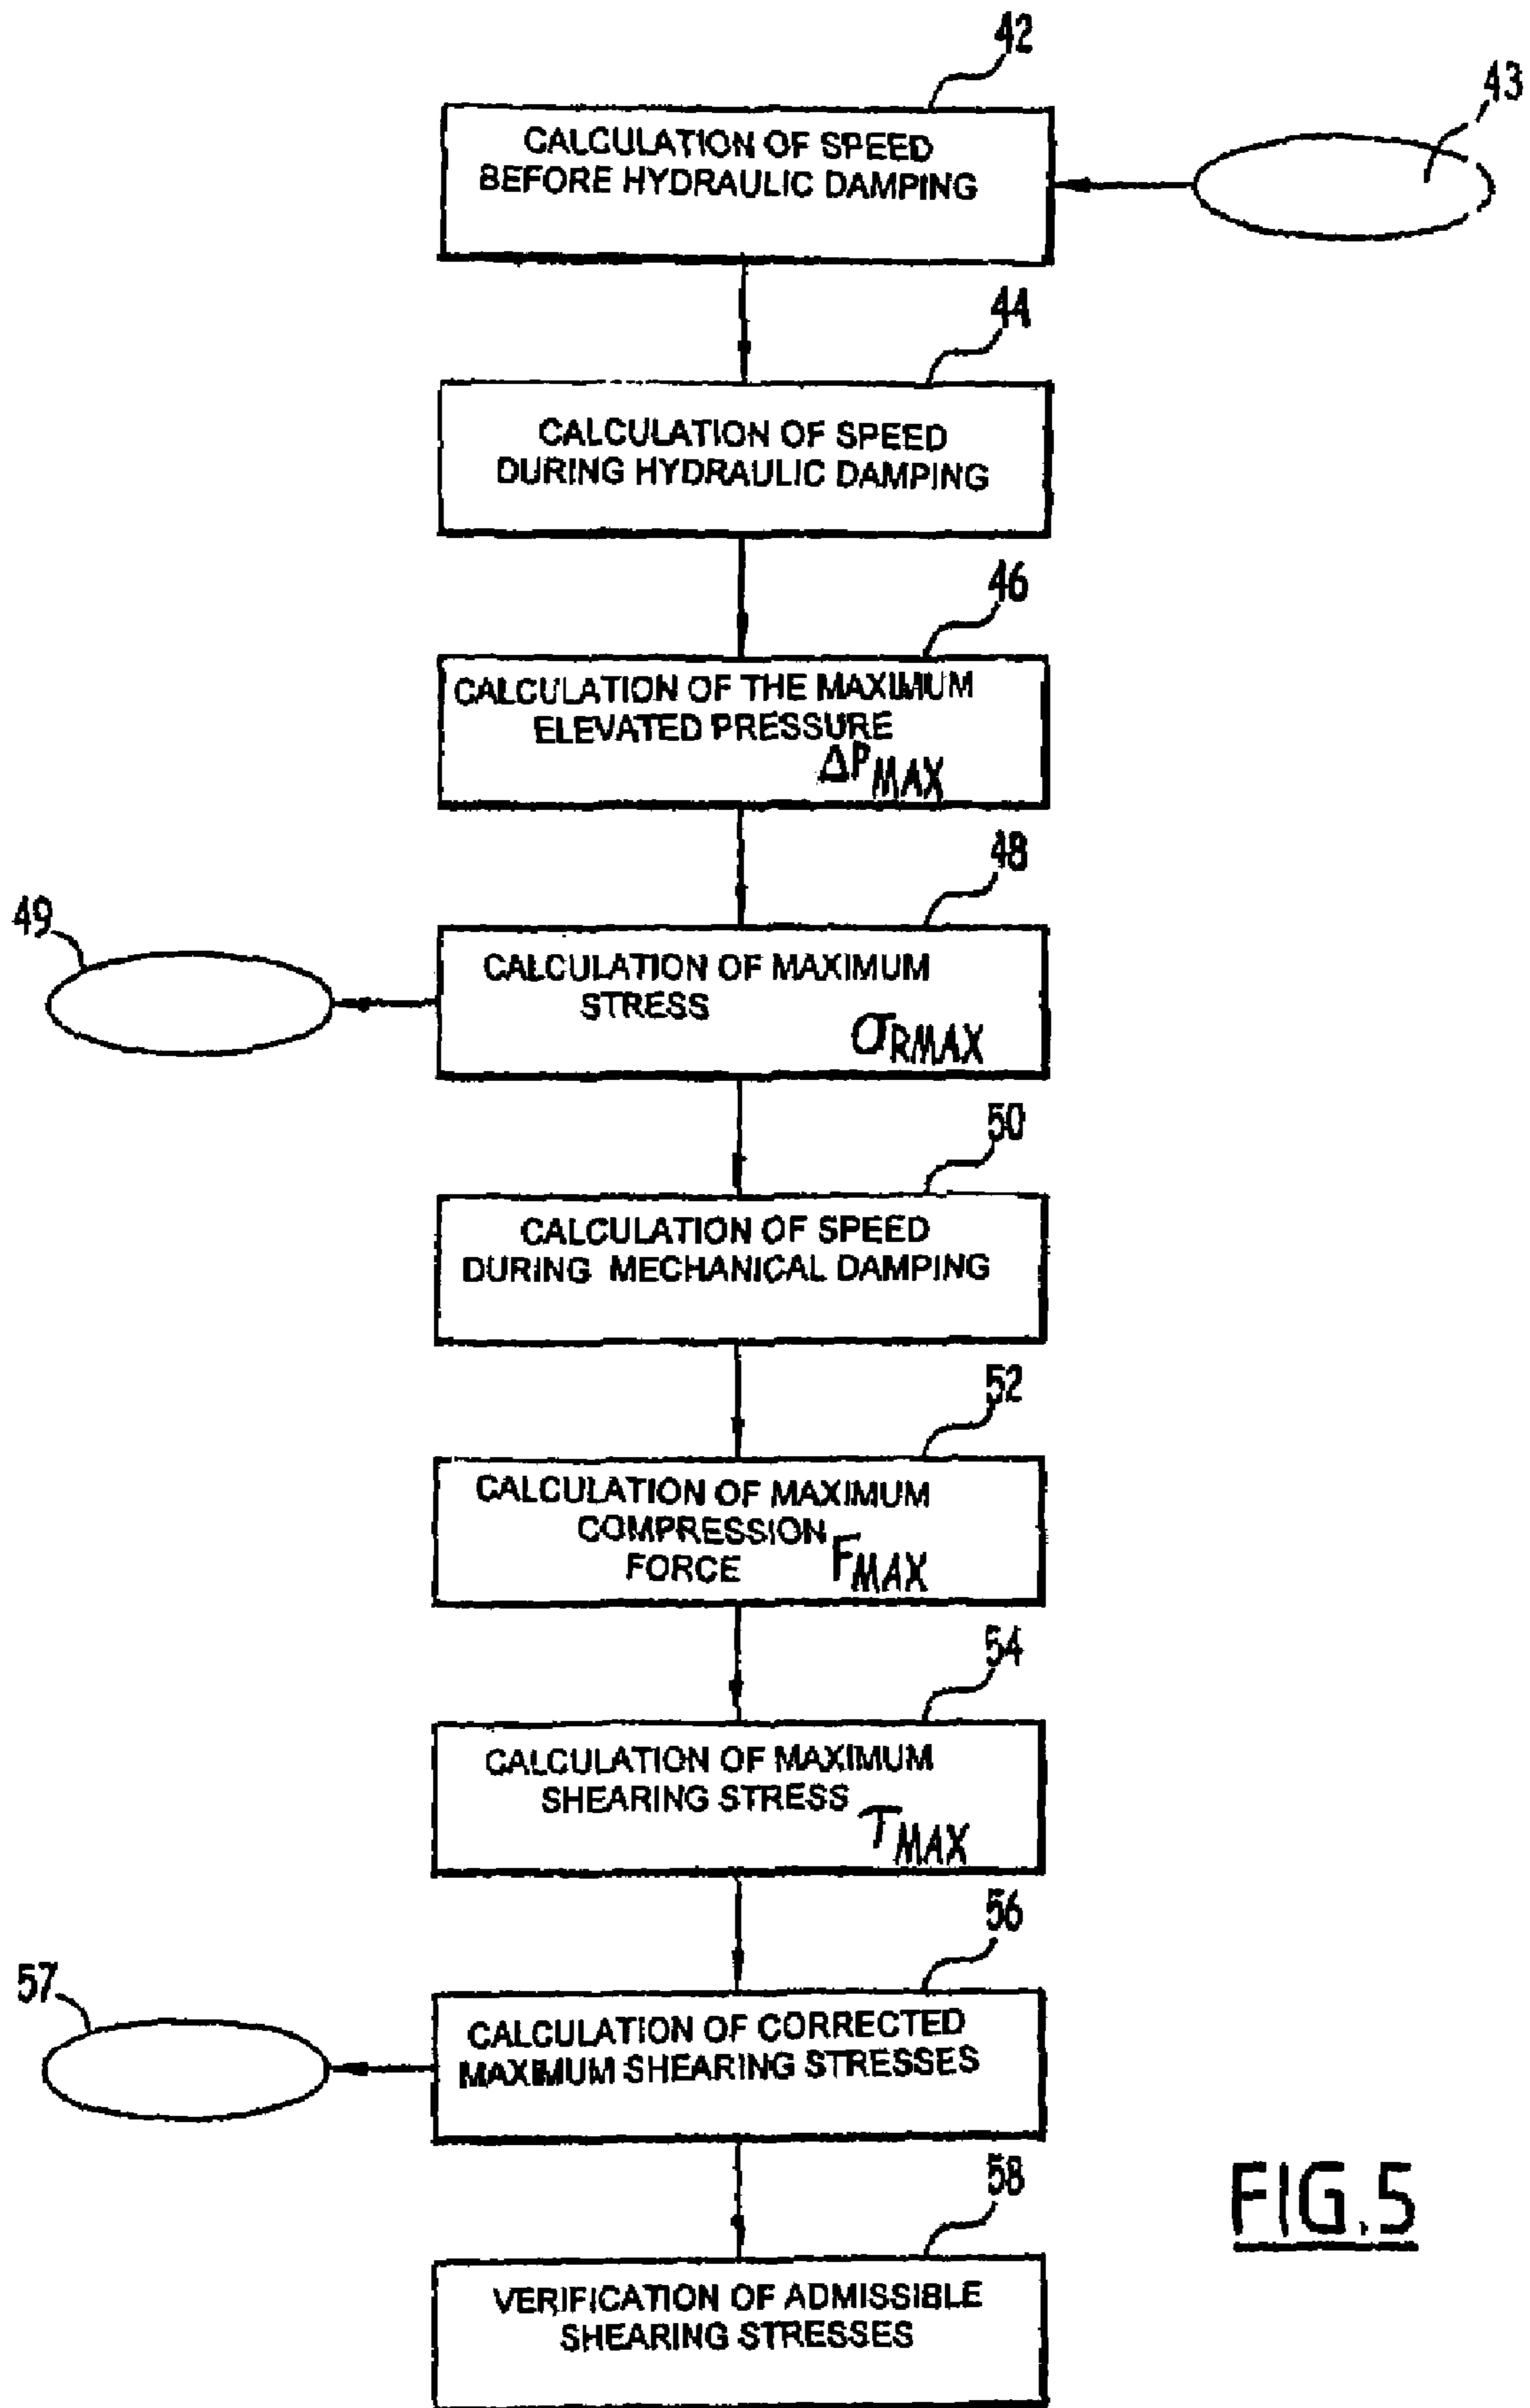 42
43
CALCULATION OF SPEED
BEFORE HYDRAULIC DAMPING
44
CALCULATION OF SPEED
DURING HYDRAULIC DAMPING
46
CALCULATION OF THE MAXIMUM
ELEVATED PRESSURE
ΔPMAX
48
49
CALCULATION OF MAXIMUM
STRESS
σRMAX
50
CALCULATION OF SPEED
DURING MECHANICAL DAMPING
52
CALCULATION OF MAXIMUM
COMPRESSION
FORCE FMAX
54
CALCULATION OF MAXIMUM
SHEARING STRESS
τMAX
56
57
CALCULATION OF CORRECTED
MAXIMUM SHEARING STRESSES
58
VERIFICATION OF ADMISSIBLE
SHEARING STRESSES
FIG.5